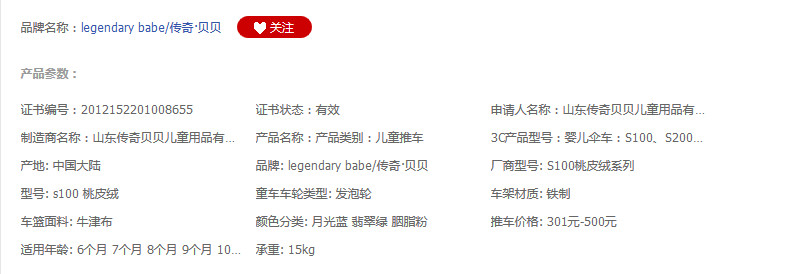 品牌名称：legendary babe/传奇·贝贝 关注
产品参数：
证书编号：2012152201008655 证书状态：有效 申请人名称：山东传奇贝贝儿童用品有...
制造商名称：山东传奇贝贝儿童用品有... 产品名称：产品类别：儿童推车 3C产品型号：婴儿伞车：S100、S200...
产地: 中国大陆 品牌: legendary babe/传奇·贝贝 厂商型号: S100桃皮绒系列
型号: s100 桃皮绒 童车车轮类型: 发泡轮 车架材质: 铁制
车篮面料: 牛津布 颜色分类: 月光蓝 翡翠绿 胭脂粉 推车价格: 301元-500元
适用年龄: 6个月 7个月 8个月 9个月 10... 承重: 15kg